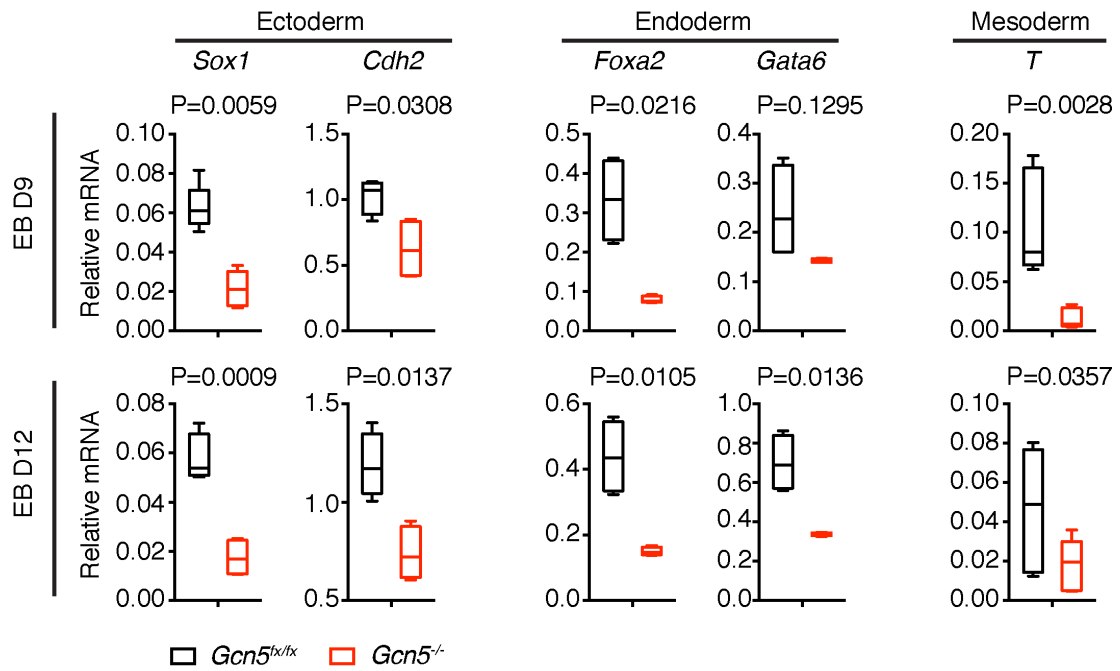 Ectoderm Endoderm Mesoderm
Sox1 Cdh2 Foxa2 Gata6 T
P=0.0059 P=0.0308 P=0.0216 P=0.1295 P=0.0028
EB D9
Relative mRNA
0.10 1.5 0.5 0.4 0.20
0.08 0.4 0.3 0.15
0.06 1.0 0.3 0.2 0.10
0.04 0.5 0.2 0.1 0.05
0.02 0.1
0.00 0.0 0.0 0.0 0.00
P=0.0009 P=0.0137 P=0.0105 P=0.0136 P=0.0357
EB D12
Relative mRNA
0.08 1.5 0.6 1.0 0.10
0.06 0.4 0.8 0.08
0.04 1.0 0.6 0.06
0.02 0.2 0.4 0.04
0.2 0.02
0.00 0.5 0.0 0.0 0.00
Gcn5fx/fx Gcn5-/-